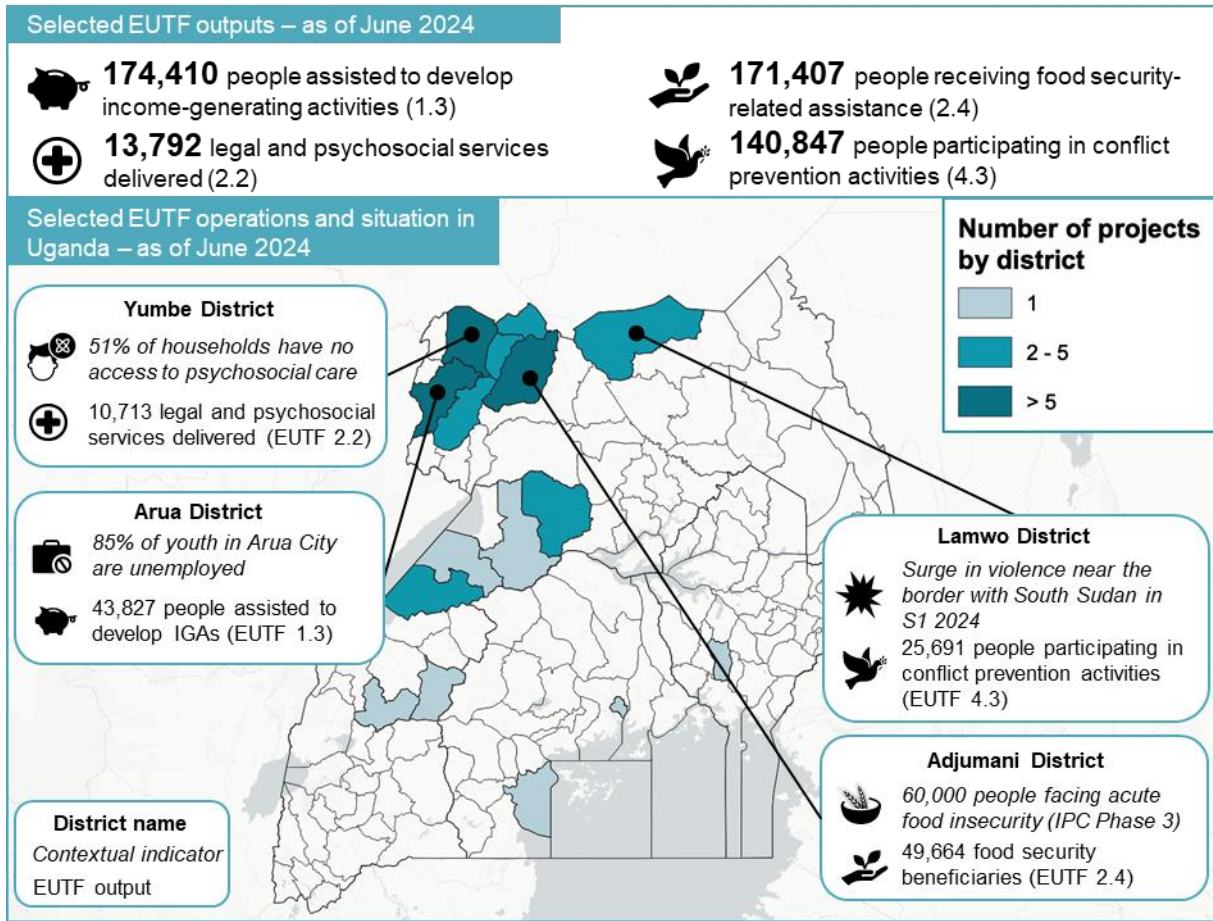 Selected EUTF outputs – as of June 2024
174,410 people assisted to develop
income-generating activities (1.3)
13,792 legal and psychosocial services
delivered (2.2)
171,407 people receiving food security-
related assistance (2.4)
140,847 people participating in conflict
prevention activities (4.3)
Selected EUTF operations and situation in
Uganda – as of June 2024
Number of projects
by district
1
2 - 5
> 5
Yumbe District
51% of households have no
access to psychosocial care
10,713 legal and psychosocial
services delivered (EUTF 2.2)
Arua District
85% of youth in Arua City
are unemployed
43,827 people assisted to
develop IGAs (EUTF 1.3)
Lamwo District
Surge in violence near the
border with South Sudan in
S1 2024
25,691 people participating in
conflict prevention activities
(EUTF 4.3)
Adjumani District
60,000 people facing acute
food insecurity (IPC Phase 3)
49,664 food security
beneficiaries (EUTF 2.4)
District name
Contextual indicator
EUTF output